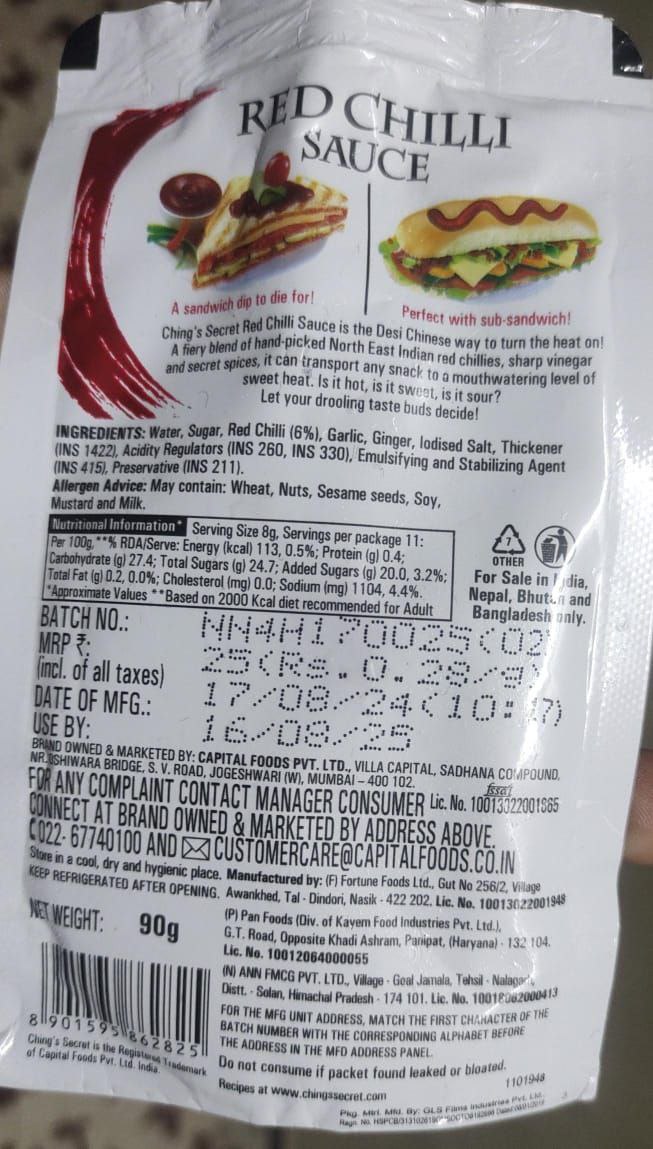 RED CHILLI
SAUCE
A sandwich dip to die for!
Perfect with sub-sandwich!
Ching's Secret Red Chilli Sauce is the Desi Chinese way to turn the heat on!
A fiery blend of hand-picked North East Indian red chillies, sharp vinegar
and secret spices, it can transport any snack to a mouthwatering level of
sweet heat. Is it hot, is it sweet, is it sour?
Let your drooling taste buds decide!
INGREDIENTS: Water, Sugar, Red Chilli (6%), Garlic, Ginger, Iodised Salt, Thickener
(INS 1422), Acidity Regulators (INS 260, INS 330), Emulsifying and Stabilizing Agent
(INS 415), Preservative (INS 211).
Allergen Advice: May contain: Wheat, Nuts, Sesame seeds, Soy,
Mustard and Milk.
Nutritional Information* Serving Size 8g, Servings per package 11:
Per 100g, **% RDA/Serve: Energy (kcal) 113, 0.5%; Protein (g) 0.4;
Carbohydrate (g) 27.4; Total Sugars (g) 24.7; Added Sugars (g) 20.0, 3.2%;
Total Fat (g) 0.2, 0.0%; Cholesterol (mg) 0.0; Sodium (mg) 1104, 4.4%.
*Approximate Values **Based on 2000 Kcal diet recommended for Adult
7
OTHER
For Sale in India,
Nepal, Bhutan and
Bangladesh only.
BATCH NO.: NN4H170025(02
MRP ₹: 25(Rs. 0.28/g)
(incl. of all taxes)
DATE OF MFG.: 17/08/24(10:17)
USE BY: 16/08/25
BRAND OWNED & MARKETED BY: CAPITAL FOODS PVT. LTD., VILLA CAPITAL, SADHANA COMPOUND,
NR. OSHIWARA BRIDGE, S. V. ROAD, JOGESHWARI (W), MUMBAI – 400 102.
fssai
Lic. No. 10013022001865
FOR ANY COMPLAINT CONTACT MANAGER CONSUMER
CONNECT AT BRAND OWNED & MARKETED BY ADDRESS ABOVE.
022- 67740100 AND CUSTOMERCARE@CAPITALFOODS.CO.IN
Store in a cool, dry and hygienic place. Manufactured by: (F) Fortune Foods Ltd., Gut No 256/2, Village
KEEP REFRIGERATED AFTER OPENING. Awankhed, Tal - Dindori, Nasik - 422 202. Lic. No. 10013022001948
NET WEIGHT: 90g
(P) Pan Foods (Div. of Kayem Food Industries Pvt. Ltd.),
G.T. Road, Opposite Khadi Ashram, Panipat, (Haryana) - 132 104.
Lic. No. 10012064000055
(N) ANN FMCG PVT. LTD., Village - Goal Jamala, Tehsil -
Distt. - Solan, Himachal Pradesh - 174 101. Lic. No. 10018062000413
FOR THE MFG UNIT ADDRESS, MATCH THE FIRST CHARACTER OF THE
BATCH NUMBER WITH THE CORRESPONDING ALPHABET BEFORE
THE ADDRESS IN THE MFD ADDRESS PANEL.
8 901595 862825
Ching's Secret is the Registered Trademark
of Capital Foods Pvt. Ltd. India.
Do not consume if packet found leaked or bloated.
Recipes at www.chingssecret.com
1101948
Pkg. Mtrl. Mfd. By: GLS Films Industries Pvt. Ltd.